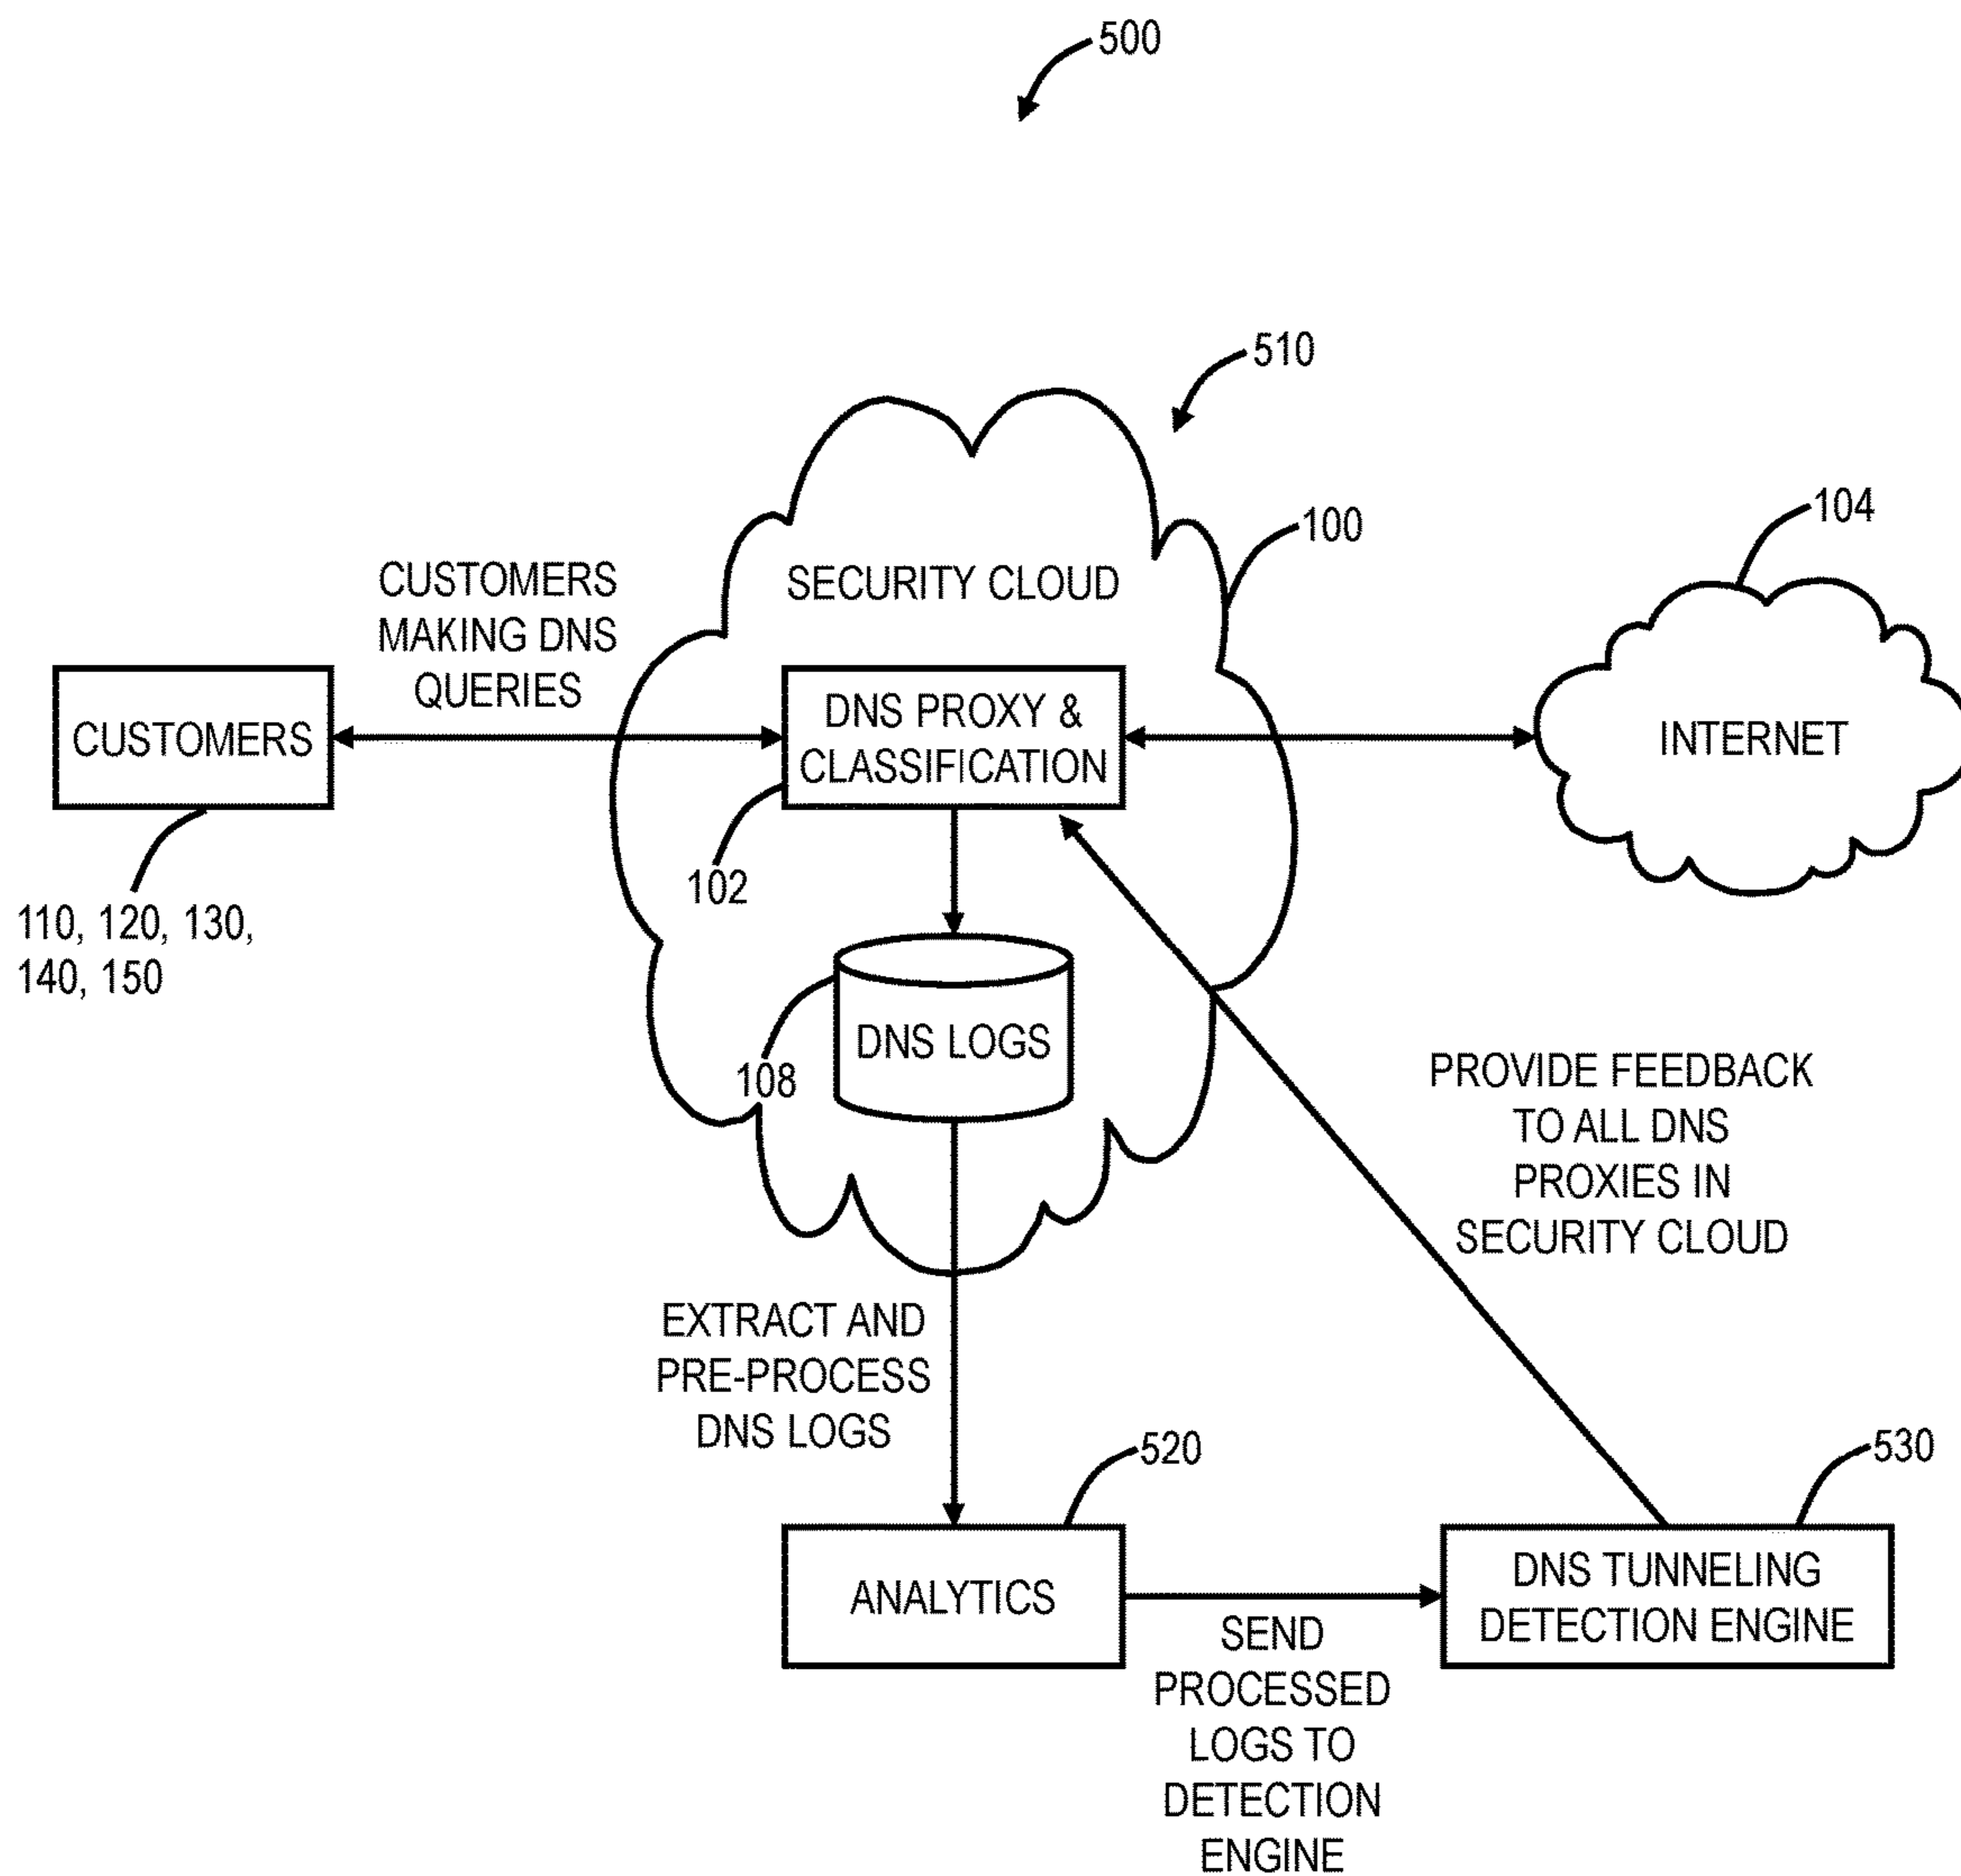 500
510
100
104
SECURITY CLOUD
CUSTOMERS
MAKING DNS
QUERIES
CUSTOMERS
DNS PROXY &
CLASSIFICATION
INTERNET
102
110, 120, 130,
140, 150
DNS LOGS
108
PROVIDE FEEDBACK
TO ALL DNS
PROXIES IN
SECURITY CLOUD
EXTRACT AND
PRE-PROCESS
DNS LOGS
520
530
ANALYTICS
DNS TUNNELING
DETECTION ENGINE
SEND
PROCESSED
LOGS TO
DETECTION
ENGINE